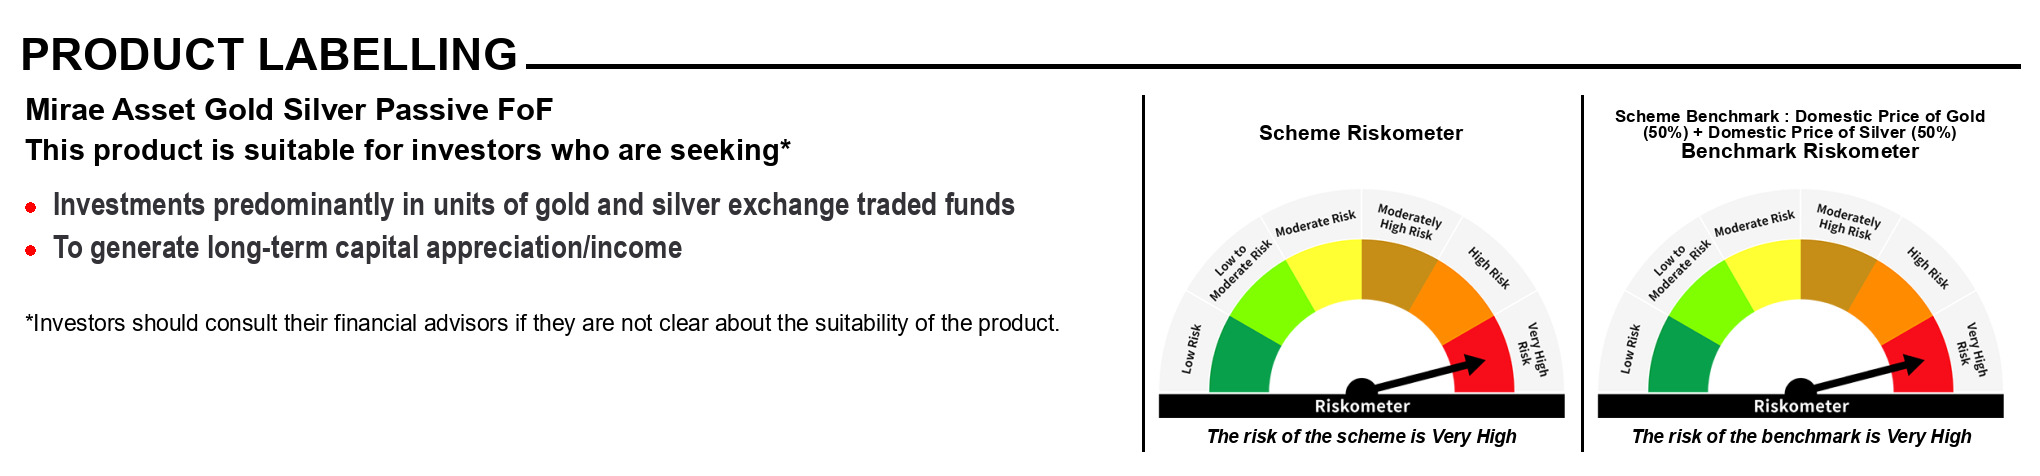 PRODUCT LABELLING
Mirae Asset Gold Silver Passive FoF
This product is suitable for investors who are seeking*
• Investments predominantly in units of gold and silver exchange traded funds
• To generate long-term capital appreciation/income
*Investors should consult their financial advisors if they are not clear about the suitability of the product.
Scheme Riskometer
Low Risk
Low to
Moderate Risk
Moderate Risk
Moderately
High Risk
High Risk
Very High
Risk
Riskometer
The risk of the scheme is Very High
Scheme Benchmark : Domestic Price of Gold
(50%) + Domestic Price of Silver (50%)
Benchmark Riskometer
Low Risk
Low to
Moderate Risk
Moderate Risk
Moderately
High Risk
High Risk
Very High
Risk
Riskometer
The risk of the benchmark is Very High